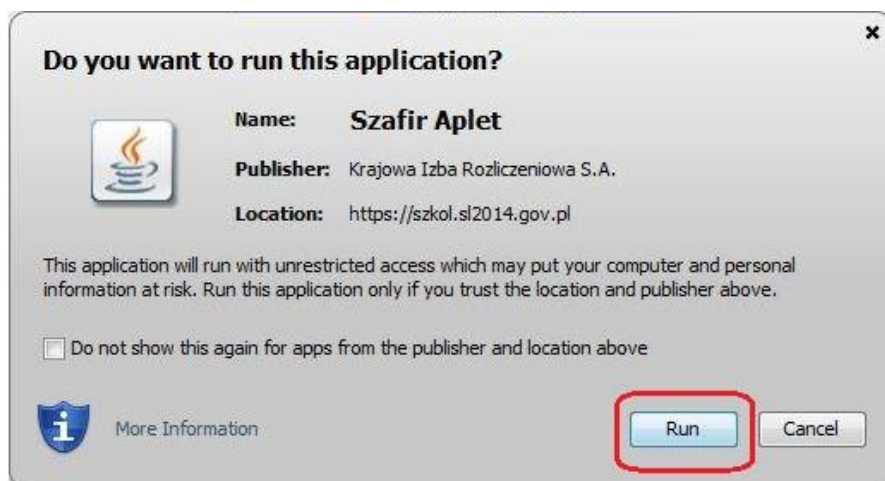 Do you want to run this application?
Name: Szafir Aplet
Publisher: Krajowa Izba Rozliczeniowa S.A.
Location: https://szkol.sl2014.gov.pl
This application will run with unrestricted access which may put your computer and personal
information at risk. Run this application only if you trust the location and publisher above.
Do not show this again for apps from the publisher and location above
More Information
Run
Cancel